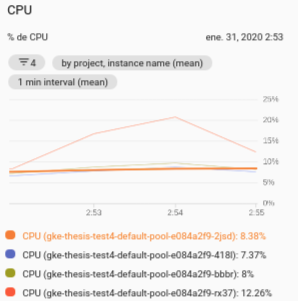 CPU
% de CPU
ene. 31, 2020 2:53
4
by project, instance name (mean)
1 min interval (mean)
25%
20%
15%
10%
5%
0%
2:53
2:54
2:55
CPU (gke-thesis-test4-default-pool-e084a2f9-2jsd): 8.38%
CPU (gke-thesis-test4-default-pool-e084a2f9-418l): 7.37%
CPU (gke-thesis-test4-default-pool-e084a2f9-bbbr): 8%
CPU (gke-thesis-test4-default-pool-e084a2f9-rx37): 12.26%